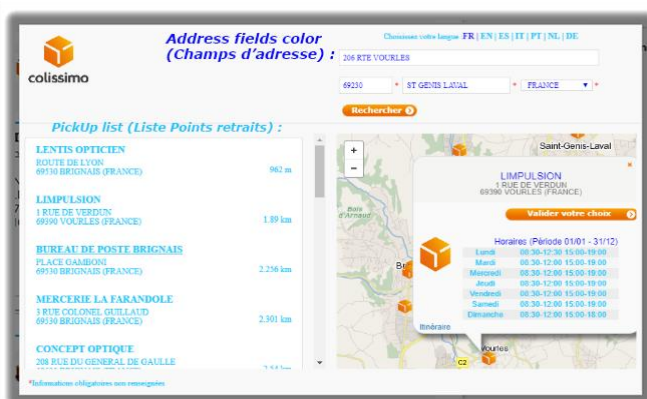 Address fields color
(Champs d'adresse) :
Choisissez votre langue FR | EN | ES | IT | PT | NL | DE
colissimo
206 RTE VOURLES
69230 * ST GENIS LAVAL * FRANCE *
Rechercher
PickUp list (Liste Points retraits) :
LENTIS OPTICIEN
ROUTE DE LYON
69530 BRIGNAIS (FRANCE) 962 m
LIMPULSION
1 RUE DE VERDUN
69390 VOURLES (FRANCE) 1.89 km
BUREAU DE POSTE BRIGNAIS
PLACE GAMBONI
69530 BRIGNAIS (FRANCE) 2.256 km
MERCERIE LA FARANDOLE
3 RUE COLONEL GUILLAUD
69530 BRIGNAIS (FRANCE) 2.301 km
CONCEPT OPTIQUE
208 RUE DU GENERAL DE GAULLE
*Informations obligatoires non renseignées
+
-
Saint-Genis-Laval
Bois
d'Arnaud
LIMPULSION
1 RUE DE VERDUN
69390 VOURLES (FRANCE)
Valider votre choix
Horaires (Période 01/01 - 31/12)
Lundi 08:30-12:30 15:00-19:00
Mardi 08:30-12:00 15:00-19:00
Mercredi 08:30-12:00 15:00-19:00
Jeudi 08:30-12:00 15:00-19:00
Vendredi 08:30-12:00 15:00-19:00
Samedi 08:30-12:00 15:00-19:00
Dimanche 08:30-12:00 15:00-18:00
Itinéraire
Vourles
C2